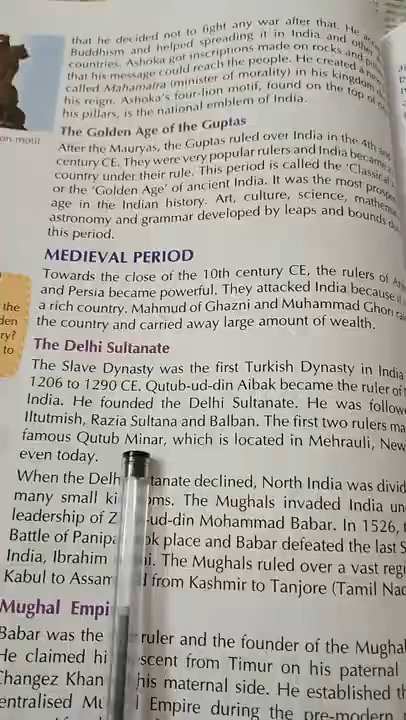 that he decided not to fight any war after that. He
Buddhism and helped spreading it in India and other
countries. Ashoka got inscriptions made on rocks and
that his message could reach the people. He created a new
called Mahamatra (minister of morality) in his kingdom
his reign. Ashoka's four-lion motif, found on the top of
his pillars, is the national emblem of India.
on motif
The Golden Age of the Guptas
After the Mauryas, the Guptas ruled over India in the 4th and
century CE. They were very popular rulers and India became a
country under their rule. This period is called the 'Classical
or the 'Golden Age' of ancient India. It was the most
age in the Indian history. Art, culture, science,
astronomy and grammar developed by leaps and bounds
this period.
MEDIEVAL PERIOD
Towards the close of the 10th century CE, the rulers of
and Persia became powerful. They attacked India because
a rich country. Mahmud of Ghazni and Muhammad Ghori
the country and carried away large amount of wealth.
the
den
ry?
to
The Delhi Sultanate
The Slave Dynasty was the first Turkish Dynasty in India
1206 to 1290 CE. Qutub-ud-din Aibak became the ruler of
India. He founded the Delhi Sultanate. He was
Iltutmish, Razia Sultana and Balban. The first two rulers
famous Qutub Minar, which is located in Mehrauli, New
even today.
When the Delh tanate declined, North India was
many small ki oms. The Mughals invaded India
leadership of Z -ud-din Mohammad Babar. In 1526,
Battle of Panipa ok place and Babar defeated the last
India, Ibrahim i. The Mughals ruled over a vast
Kabul to Assam d from Kashmir to Tanjore (Tamil
Mughal Empi
Babar was the ruler and the founder of the
He claimed hi scent from Timur on his paternal
Changez Khan his maternal side. He established
entralised Mu l Empire during the pre-modern